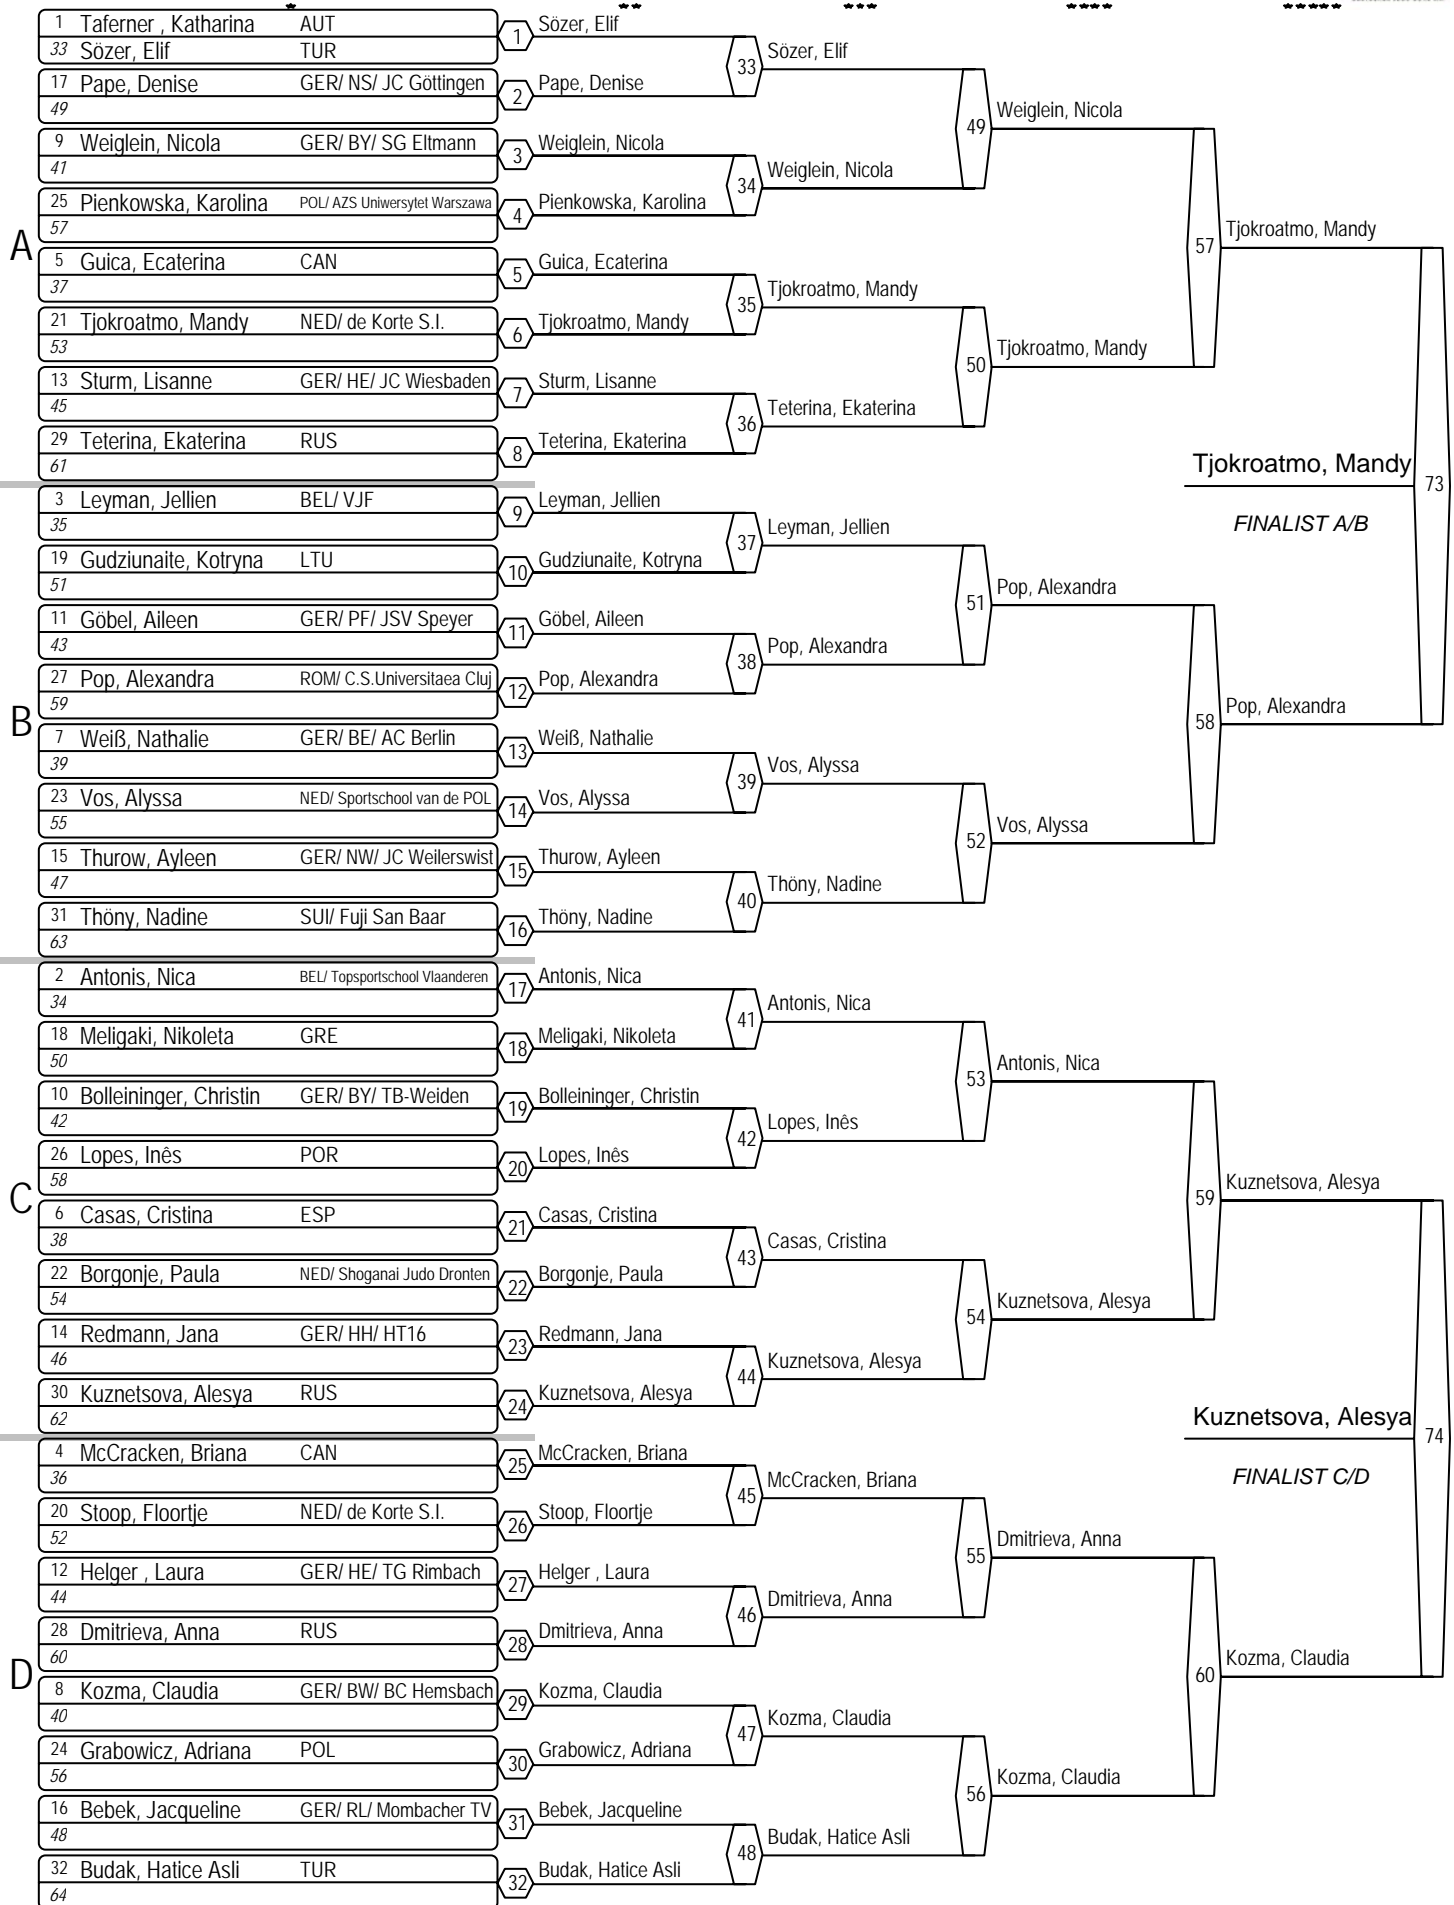 * ** *** **** *****
1 Taferner , Katharina AUT
33 Sözer, Elif TUR
17 Pape, Denise GER/ NS/ JC Göttingen
49
9 Weiglein, Nicola GER/ BY/ SG Eltmann
41
25 Pienkowska, Karolina POL/ AZS Uniwersytet Warszawa
57
A
5 Guica, Ecaterina CAN
37
21 Tjokroatmo, Mandy NED/ de Korte S.I.
53
13 Sturm, Lisanne GER/ HE/ JC Wiesbaden
45
29 Teterina, Ekaterina RUS
61
3 Leyman, Jellien BEL/ VJF
35
19 Gudziunaite, Kotryna LTU
51
11 Göbel, Aileen GER/ PF/ JSV Speyer
43
27 Pop, Alexandra ROM/ C.S.Universitaea Cluj
59
B
7 Weiß, Nathalie GER/ BE/ AC Berlin
39
23 Vos, Alyssa NED/ Sportschool van de POL
55
15 Thurow, Ayleen GER/ NW/ JC Weilerswist
47
31 Thöny, Nadine SUI/ Fuji San Baar
63
2 Antonis, Nica BEL/ Topsportschool Vlaanderen
34
18 Meligaki, Nikoleta GRE
50
10 Bolleininger, Christin GER/ BY/ TB-Weiden
42
26 Lopes, Inês POR
58
C
6 Casas, Cristina ESP
38
22 Borgonje, Paula NED/ Shoganai Judo Dronten
54
14 Redmann, Jana GER/ HH/ HT16
46
30 Kuznetsova, Alesya RUS
62
4 McCracken, Briana CAN
36
20 Stoop, Floortje NED/ de Korte S.I.
52
12 Helger , Laura GER/ HE/ TG Rimbach
44
28 Dmitrieva, Anna RUS
60
D
8 Kozma, Claudia GER/ BW/ BC Hemsbach
40
24 Grabowicz, Adriana POL
56
16 Bebek, Jacqueline GER/ RL/ Mombacher TV
48
32 Budak, Hatice Asli TUR
64
1 Sözer, Elif
2 Pape, Denise
3 Weiglein, Nicola
4 Pienkowska, Karolina
5 Guica, Ecaterina
6 Tjokroatmo, Mandy
7 Sturm, Lisanne
8 Teterina, Ekaterina
9 Leyman, Jellien
10 Gudziunaite, Kotryna
11 Göbel, Aileen
12 Pop, Alexandra
13 Weiß, Nathalie
14 Vos, Alyssa
15 Thurow, Ayleen
16 Thöny, Nadine
17 Antonis, Nica
18 Meligaki, Nikoleta
19 Bolleininger, Christin
20 Lopes, Inês
21 Casas, Cristina
22 Borgonje, Paula
23 Redmann, Jana
24 Kuznetsova, Alesya
25 McCracken, Briana
26 Stoop, Floortje
27 Helger , Laura
28 Dmitrieva, Anna
29 Kozma, Claudia
30 Grabowicz, Adriana
31 Bebek, Jacqueline
32 Budak, Hatice Asli
33 Sözer, Elif
34 Weiglein, Nicola
35 Tjokroatmo, Mandy
36 Teterina, Ekaterina
37 Leyman, Jellien
38 Pop, Alexandra
39 Vos, Alyssa
40 Thöny, Nadine
41 Antonis, Nica
42 Lopes, Inês
43 Casas, Cristina
44 Kuznetsova, Alesya
45 McCracken, Briana
46 Dmitrieva, Anna
47 Kozma, Claudia
48 Budak, Hatice Asli
49 Weiglein, Nicola
50 Tjokroatmo, Mandy
51 Pop, Alexandra
52 Vos, Alyssa
53 Antonis, Nica
54 Kuznetsova, Alesya
55 Dmitrieva, Anna
56 Kozma, Claudia
57 Tjokroatmo, Mandy
58 Pop, Alexandra
59 Kuznetsova, Alesya
60 Kozma, Claudia
Tjokroatmo, Mandy 73
FINALIST A/B
Kuznetsova, Alesya 74
FINALIST C/D